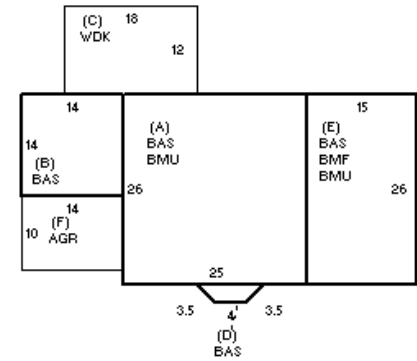 (C) 18
WDK
12
14
14
(B)
BAS
(A)
BAS
BMU
15
(E)
BAS
BMF
BMU
26
26
14
(F)
10
AGR
25
3.5 4' 3.5
(D)
BAS